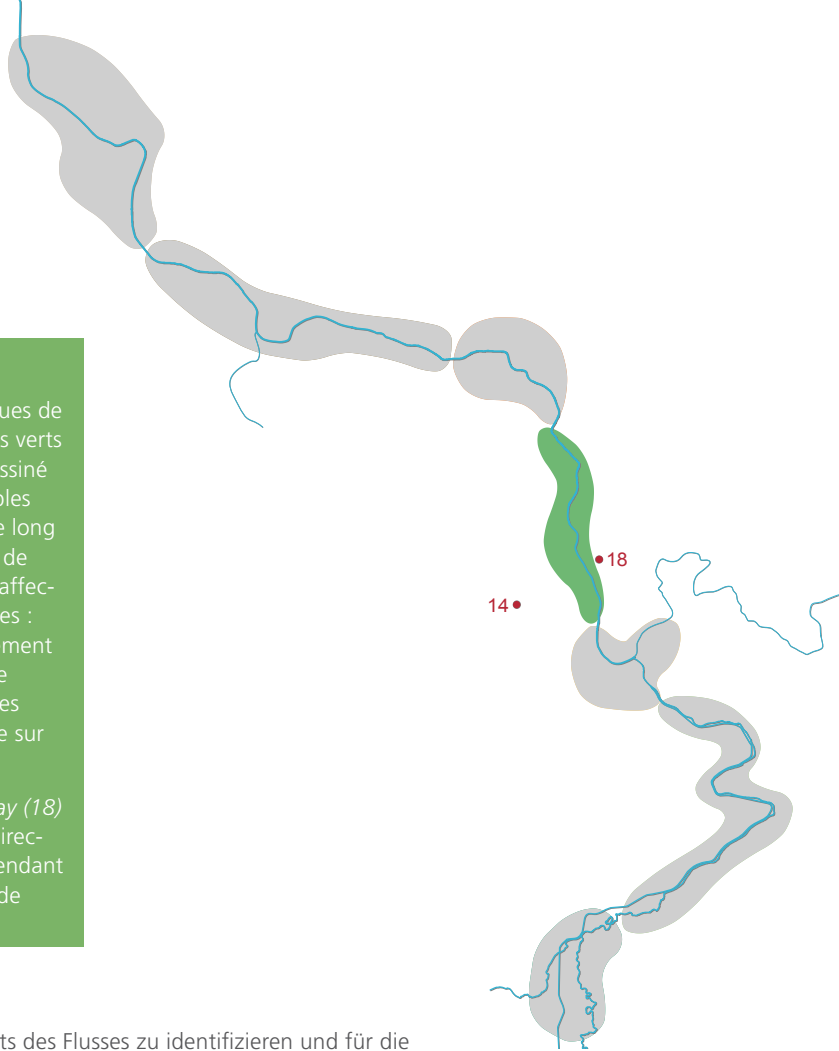 ues de
s verts
ssiné
bles
e long
de
affec-
es :
ement
e
es
e sur
ay (18)
irec-
endant
de
18
14
ts des Flusses zu identifizieren und für die